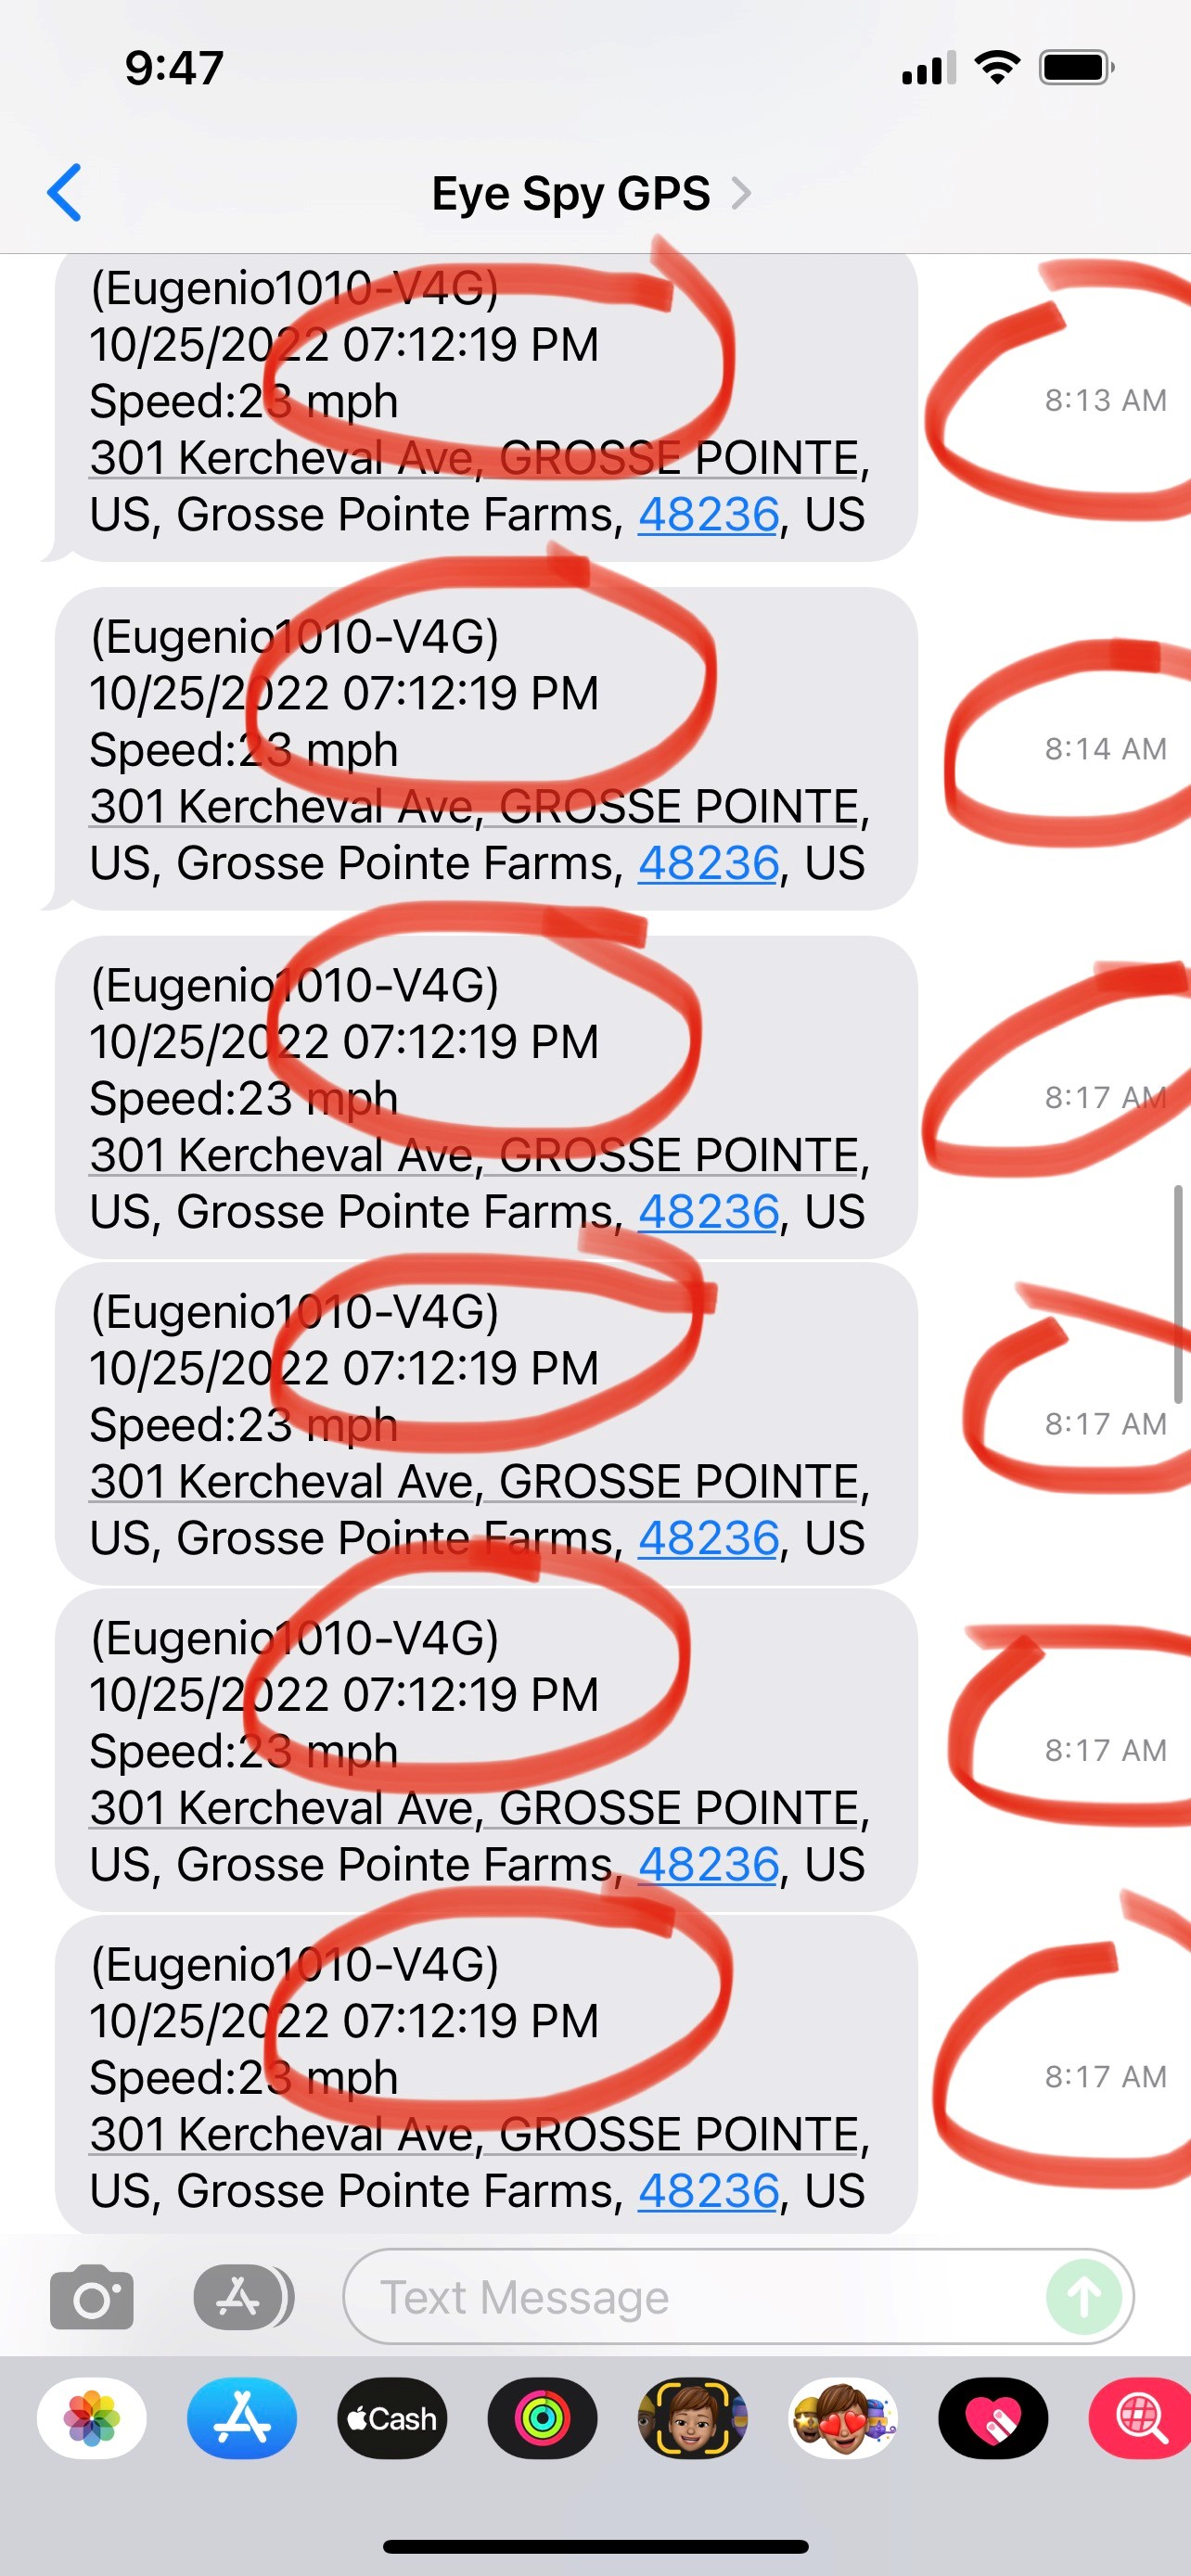 9:47
Eye Spy GPS
(Eugenio1010-V4G)
10/25/2022 07:12:19 PM
Speed:23 mph
301 Kercheval Ave, GROSSE POINTE,
US, Grosse Pointe Farms, 48236, US
8:13 AM
(Eugenio1010-V4G)
10/25/2022 07:12:19 PM
Speed:23 mph
301 Kercheval Ave, GROSSE POINTE,
US, Grosse Pointe Farms, 48236, US
8:14 AM
(Eugenio1010-V4G)
10/25/2022 07:12:19 PM
Speed:23 mph
301 Kercheval Ave, GROSSE POINTE,
US, Grosse Pointe Farms, 48236, US
8:17 AM
(Eugenio1010-V4G)
10/25/2022 07:12:19 PM
Speed:23 mph
301 Kercheval Ave, GROSSE POINTE,
US, Grosse Pointe Farms, 48236, US
8:17 AM
(Eugenio1010-V4G)
10/25/2022 07:12:19 PM
Speed:23 mph
301 Kercheval Ave, GROSSE POINTE,
US, Grosse Pointe Farms, 48236, US
8:17 AM
(Eugenio1010-V4G)
10/25/2022 07:12:19 PM
Speed:23 mph
301 Kercheval Ave, GROSSE POINTE,
US, Grosse Pointe Farms, 48236, US
8:17 AM
Text Message
Cash